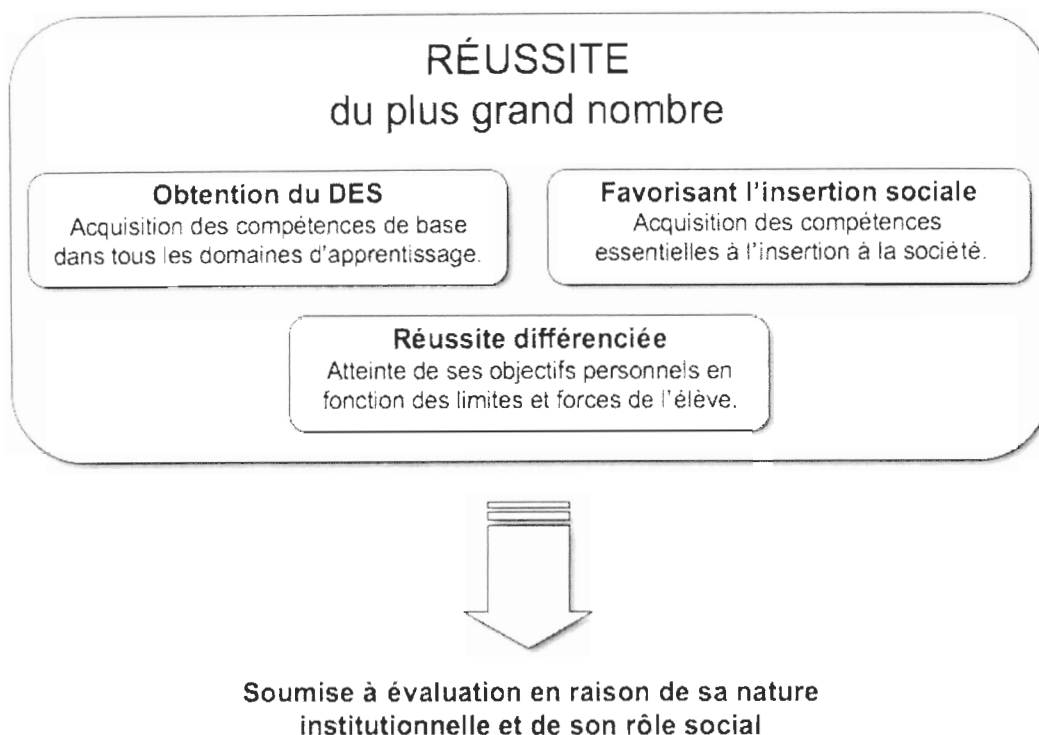 RÉUSSITE
du plus grand nombre
Obtention du DES
Acquisition des compétences de base
dans tous les domaines d'apprentissage.
Favorisant l'insertion sociale
Acquisition des compétences
essentielles à l'insertion à la société.
Réussite différenciée
Atteinte de ses objectifs personnels en
fonction des limites et forces de l'élève.
Soumise à évaluation en raison de sa nature
institutionnelle et de son rôle social